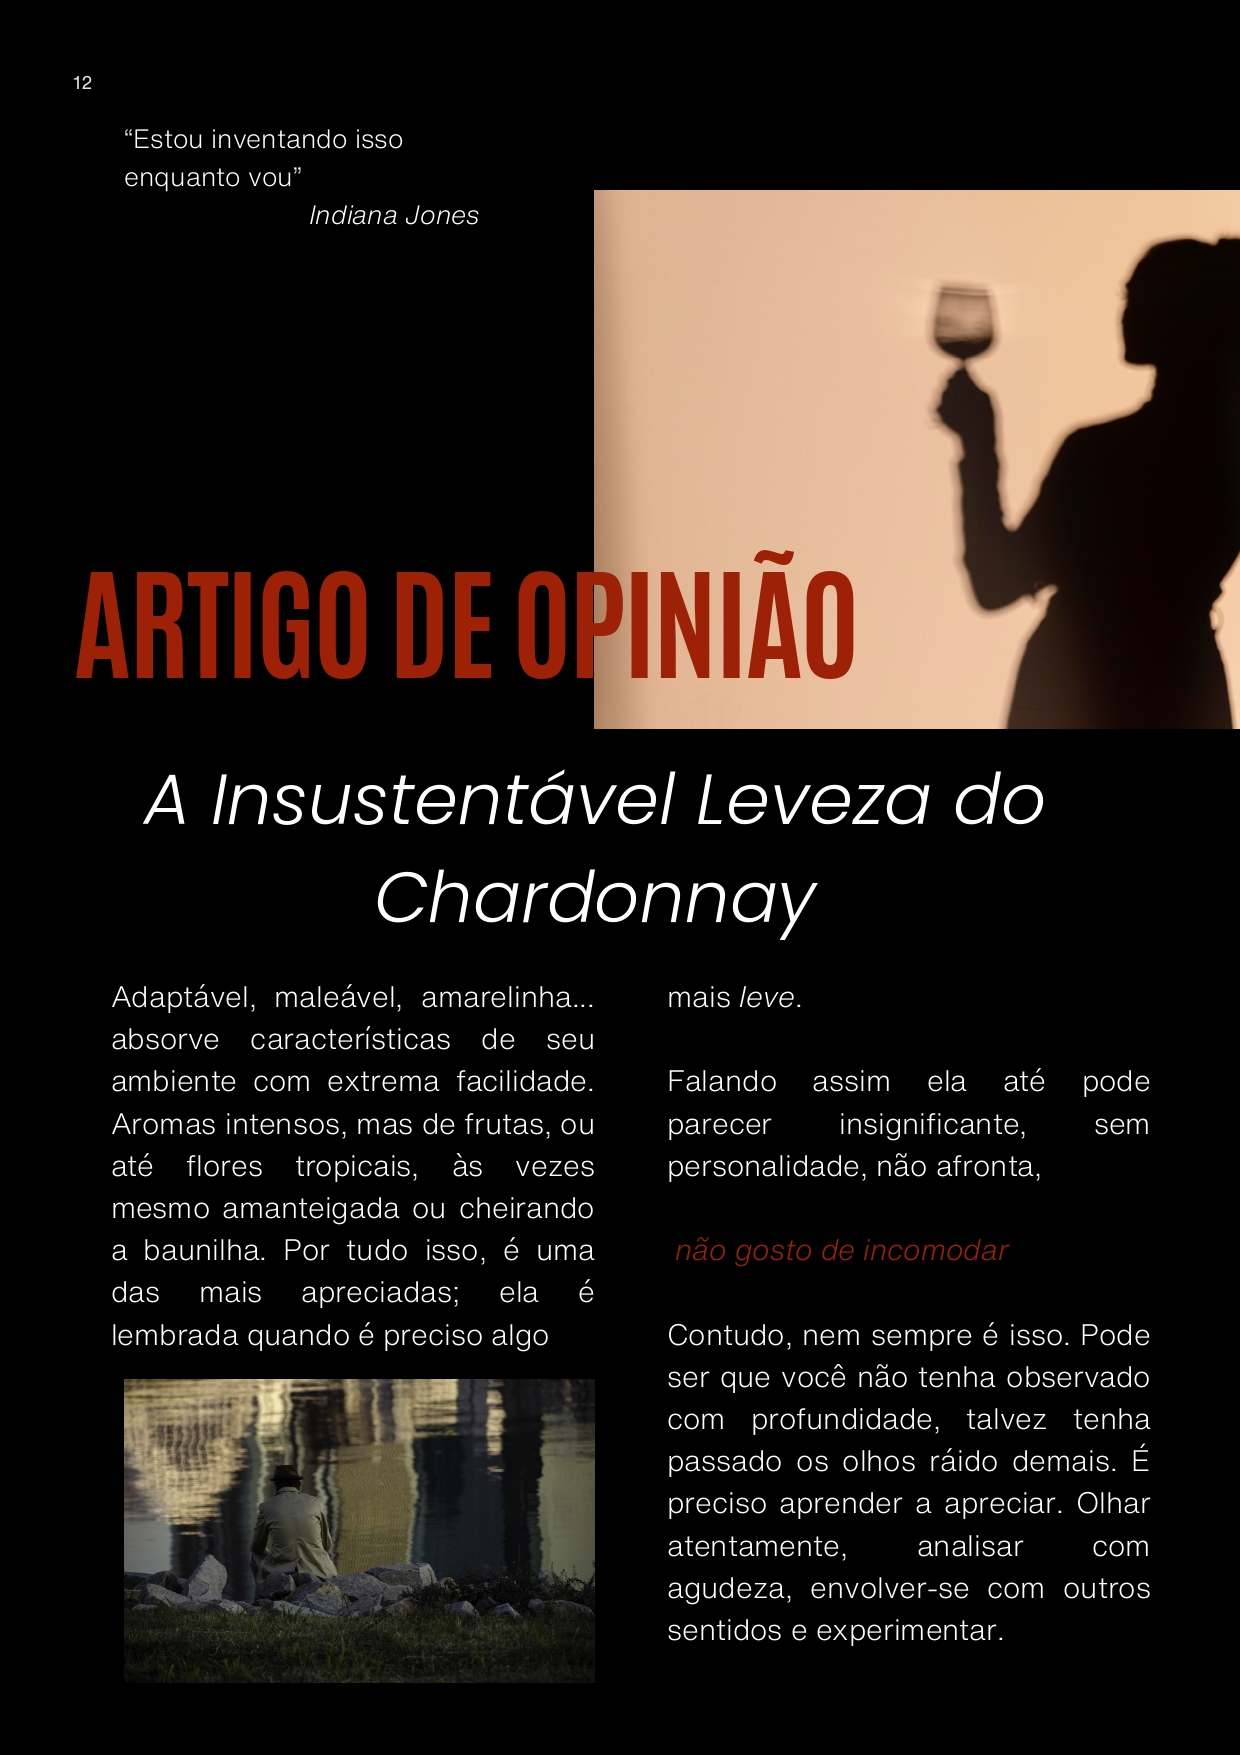 12
“Estou inventando isso
enquanto vou”
Indiana Jones
ARTIGO DE OPINIÃO
A Insustentável Leveza do
Chardonnay
Adaptável, maleável, amarelinha...
absorve características de seu
ambiente com extrema facilidade.
Aromas intensos, mas de frutas, ou
até flores tropicais, às vezes
mesmo amanteigada ou cheirando
a baunilha. Por tudo isso, é uma
das mais apreciadas; ela é
lembrada quando é preciso algo
mais leve.
Falando assim ela até pode
parecer insignificante, sem
personalidade, não afronta,
não gosto de incomodar
Contudo, nem sempre é isso. Pode
ser que você não tenha observado
com profundidade, talvez tenha
passado os olhos ráido demais. É
preciso aprender a apreciar. Olhar
atentamente, analisar com
agudeza, envolver-se com outros
sentidos e experimentar.